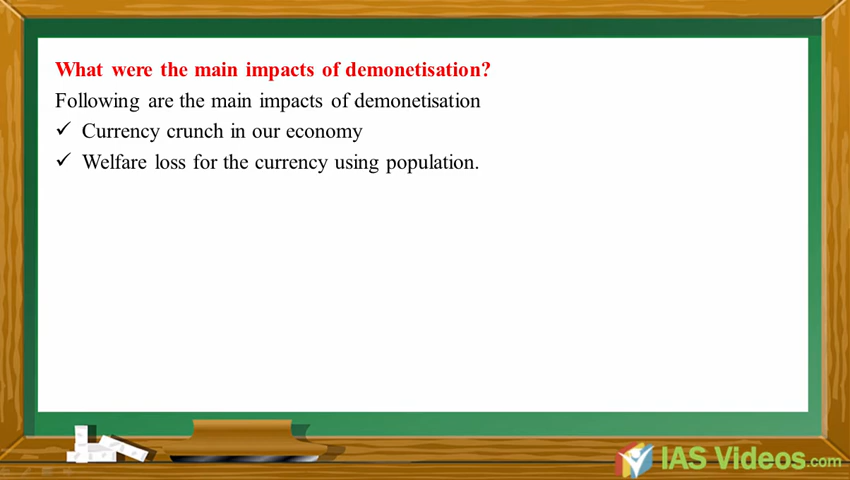 What were the main impacts of demonetisation?
Following are the main impacts of demonetisation
✓ Currency crunch in our economy
✓ Welfare loss for the currency using population.
IAS Videos.com